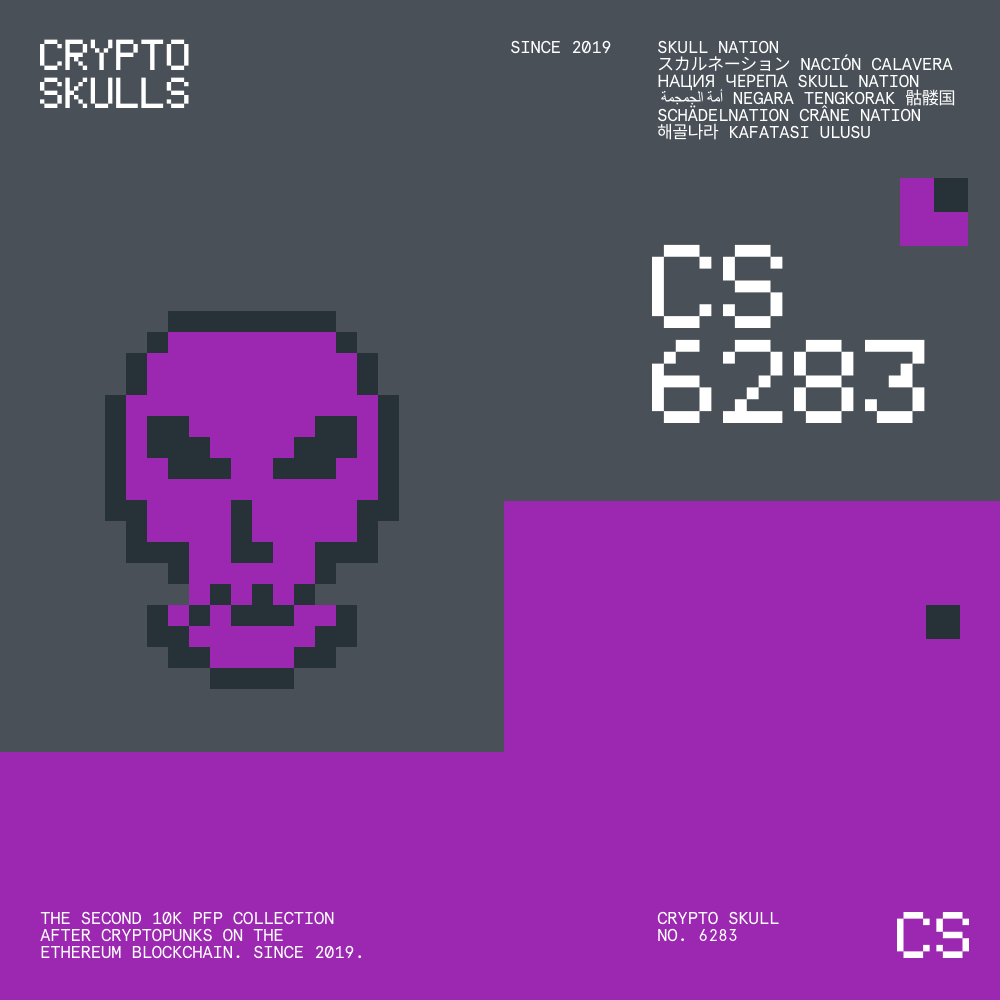 CRYPTO
SKULLS
SINCE 2019
SKULL NATION
スカルネーション NACIÓN CALAVERA
НАЦИЯ ЧЕРЕПА SKULL NATION
أمة الجمجمة NEGARA TENGKORAK 骷髅国
SCHÄDELNATION CRÂNE NATION
해골나라 KAFATASI ULUSU
CS
6283
THE SECOND 10K PFP COLLECTION
AFTER CRYPTOPUNKS ON THE
ETHEREUM BLOCKCHAIN. SINCE 2019.
CRYPTO SKULL
NO. 6283
CS